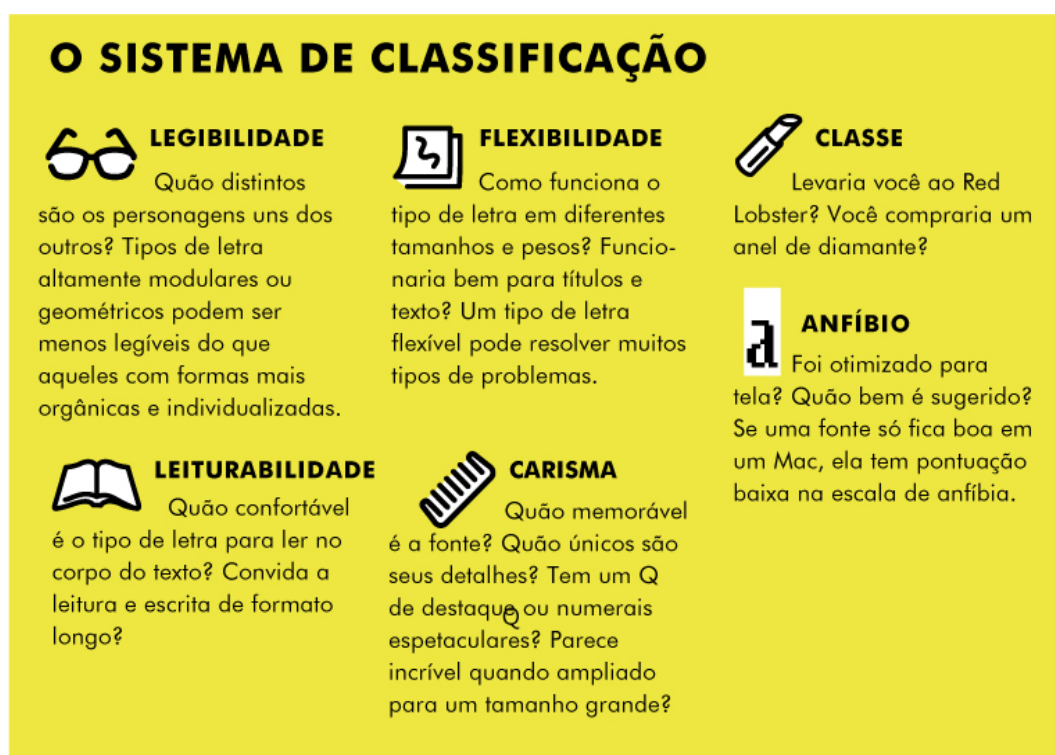 O SISTEMA DE CLASSIFICAÇÃO
LEGIBILIDADE
Quão distintos
são os personagens uns dos
outros? Tipos de letra
altamente modulares ou
geométricos podem ser
menos legíveis do que
aqueles com formas mais
orgânicas e individualizadas.
LEITURABILIDADE
Quão confortável
é o tipo de letra para ler no
corpo do texto? Convida a
leitura e escrita de formato
longo?
FLEXIBILIDADE
Como funciona o
tipo de letra em diferentes
tamanhos e pesos? Funcio-
naria bem para títulos e
texto? Um tipo de letra
flexível pode resolver muitos
tipos de problemas.
CARISMA
Quão memorável
é a fonte? Quão únicos são
seus detalhes? Tem um Q
de destaque ou numerais
Q
espetaculares? Parece
incrível quando ampliado
para um tamanho grande?
CLASSE
Levaria você ao Red
Lobster? Você compraria um
anel de diamante?
a
ANFÍBIO
Foi otimizado para
tela? Quão bem é sugerido?
Se uma fonte só fica boa em
um Mac, ela tem pontuação
baixa na escala de anfíbia.